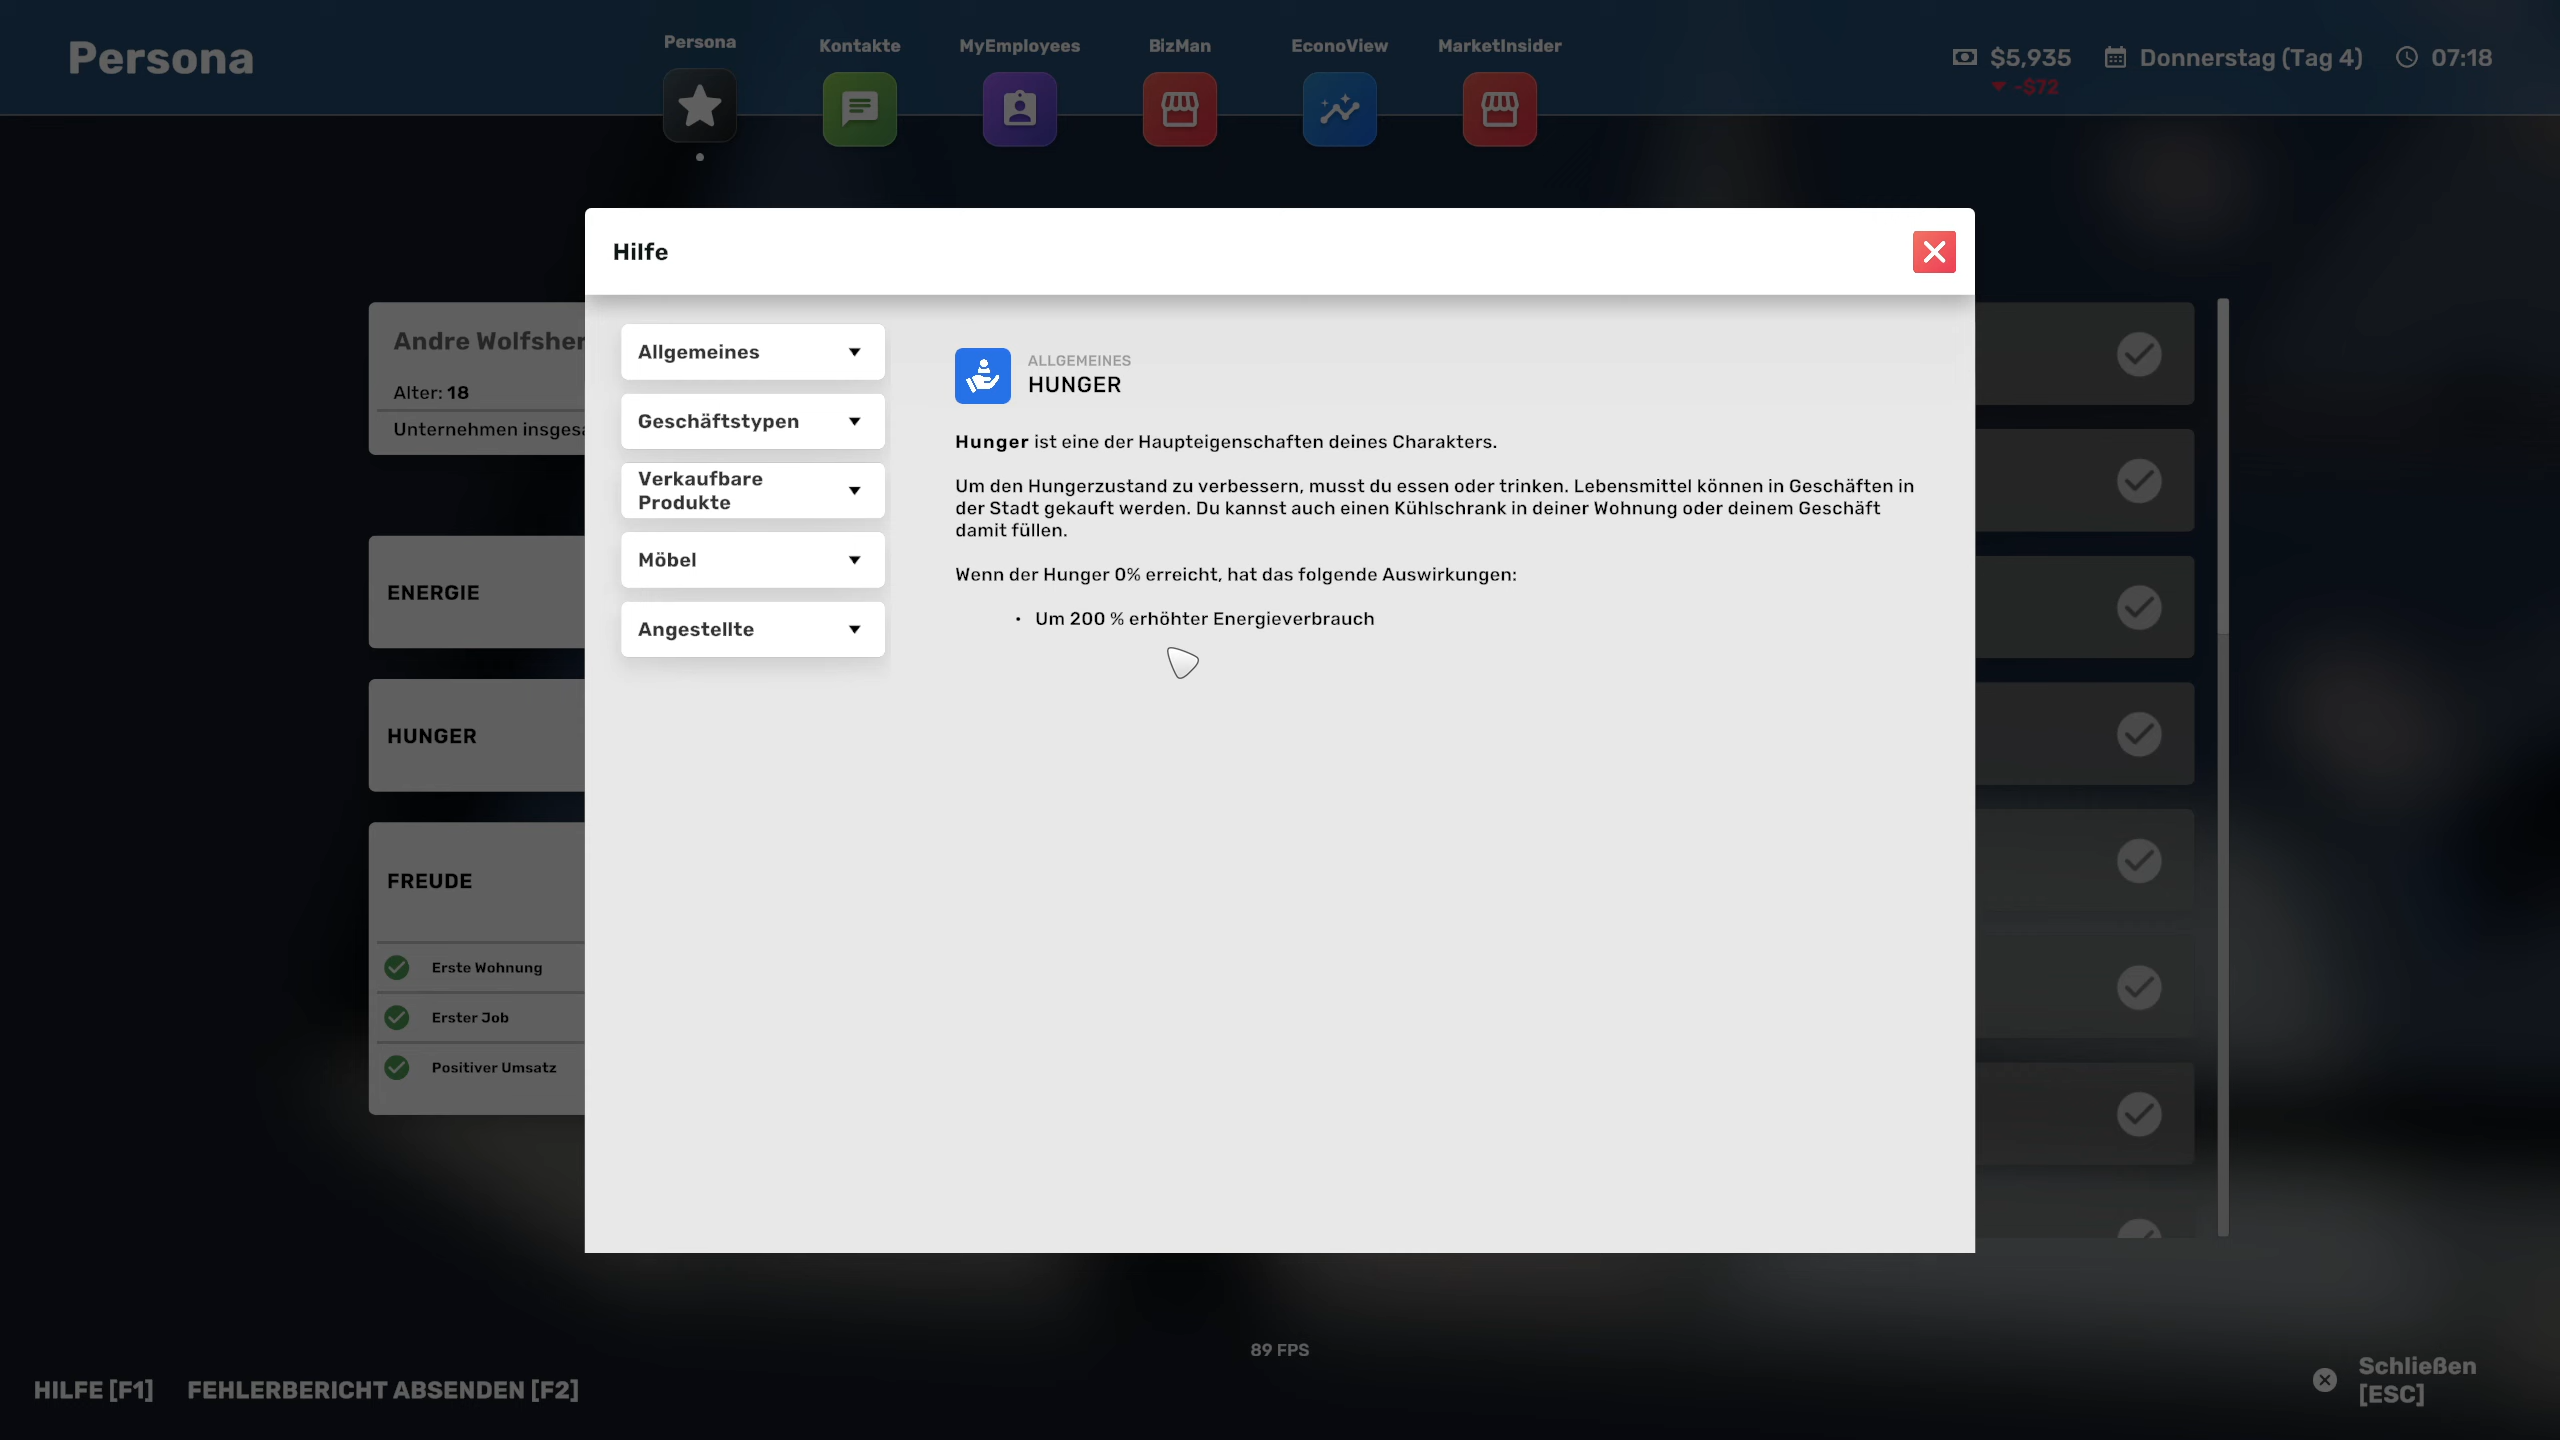 Persona
Persona
Kontakte
MyEmployees
BizMan
EconoView
MarketInsider
$5,935
Donnerstag (Tag 4)
07:18
-$72
Hilfe
Andre Wolfsher
Alter: 18
Unternehmen insges
ENERGIE
HUNGER
FREUDE
Erste Wohnung
Erster Job
Positiver Umsatz
Allgemeines
Geschäftstypen
Verkaufbare
Produkte
Möbel
Angestellte
ALLGEMEINES
HUNGER
Hunger ist eine der Haupteigenschaften deines Charakters.
Um den Hungerzustand zu verbessern, musst du essen oder trinken. Lebensmittel können in Geschäften in
der Stadt gekauft werden. Du kannst auch einen Kühlschrank in deiner Wohnung oder deinem Geschäft
damit füllen.
Wenn der Hunger 0% erreicht, hat das folgende Auswirkungen:
• Um 200 % erhöhter Energieverbrauch
89 FPS
HILFE [F1]
FEHLERBERICHT ABSENDEN [F2]
Schließen
[ESC]